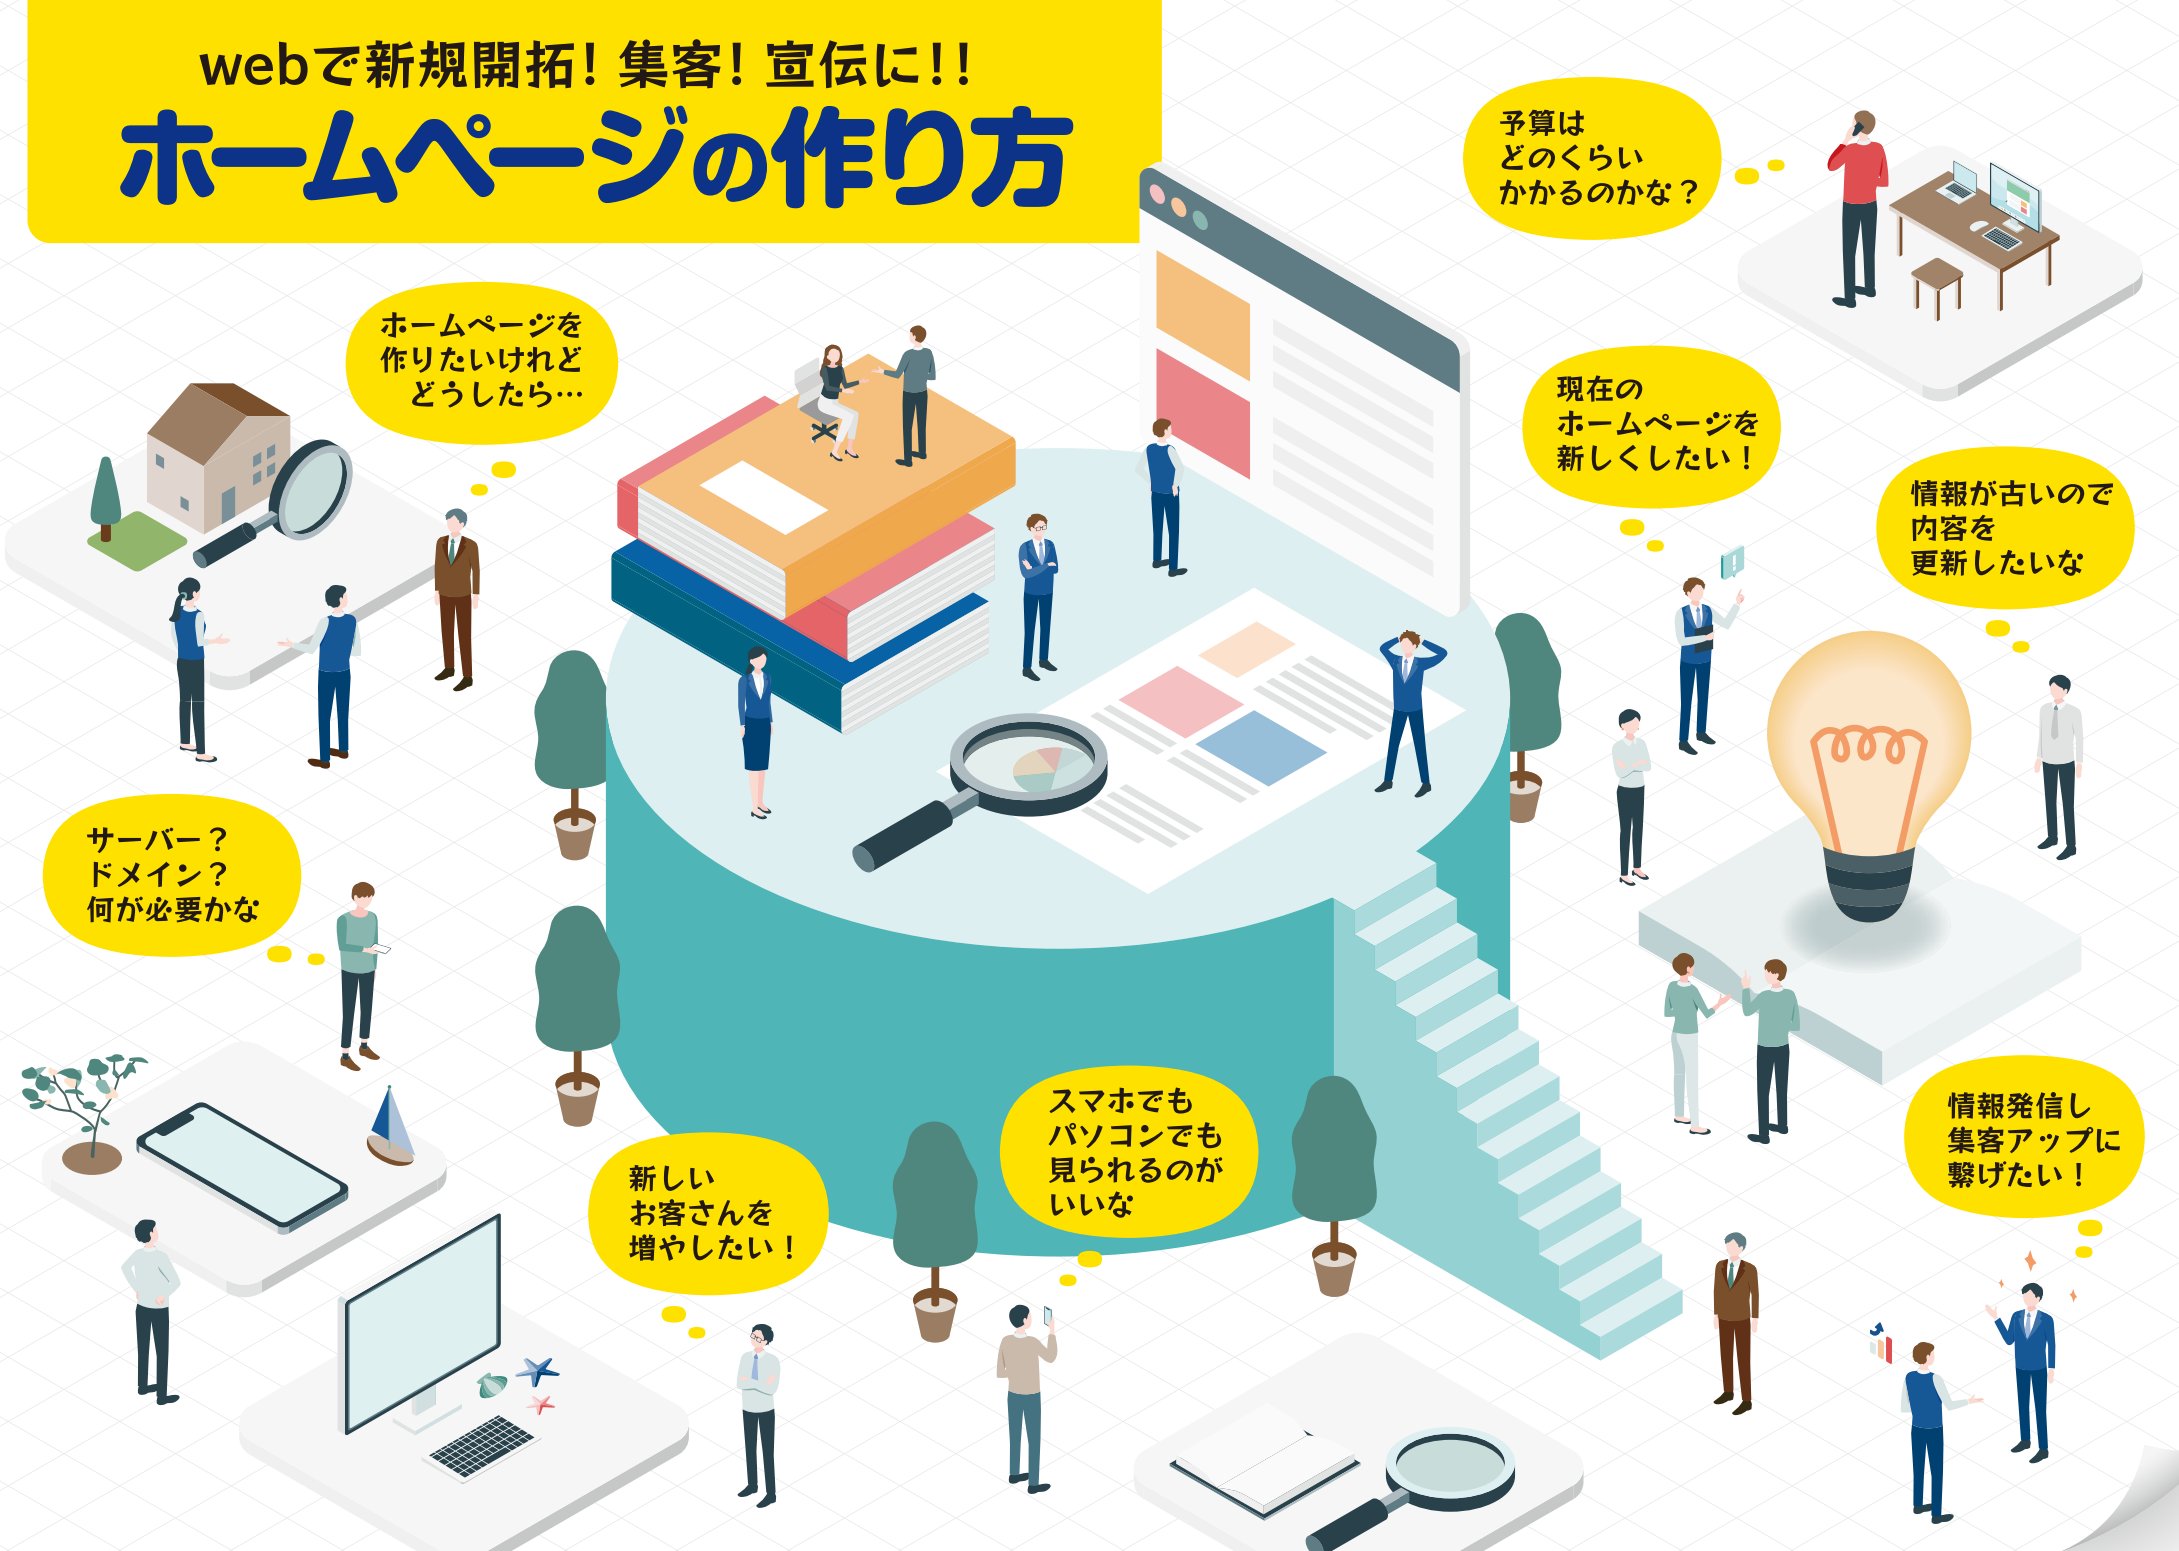 webで新規開拓！集客！宣伝に!!
ホームページの作り方
予算は
どのくらい
かかるのかな？
ホームページを
作りたいけれど
どうしたら…
現在の
ホームページを
新しくしたい！
情報が古いので
内容を
更新したいな
サーバー？
ドメイン？
何が必要かな
スマホでも
パソコンでも
見られるのが
いいな
情報発信し
集客アップに
繋げたい！
新しい
お客さんを
増やしたい！